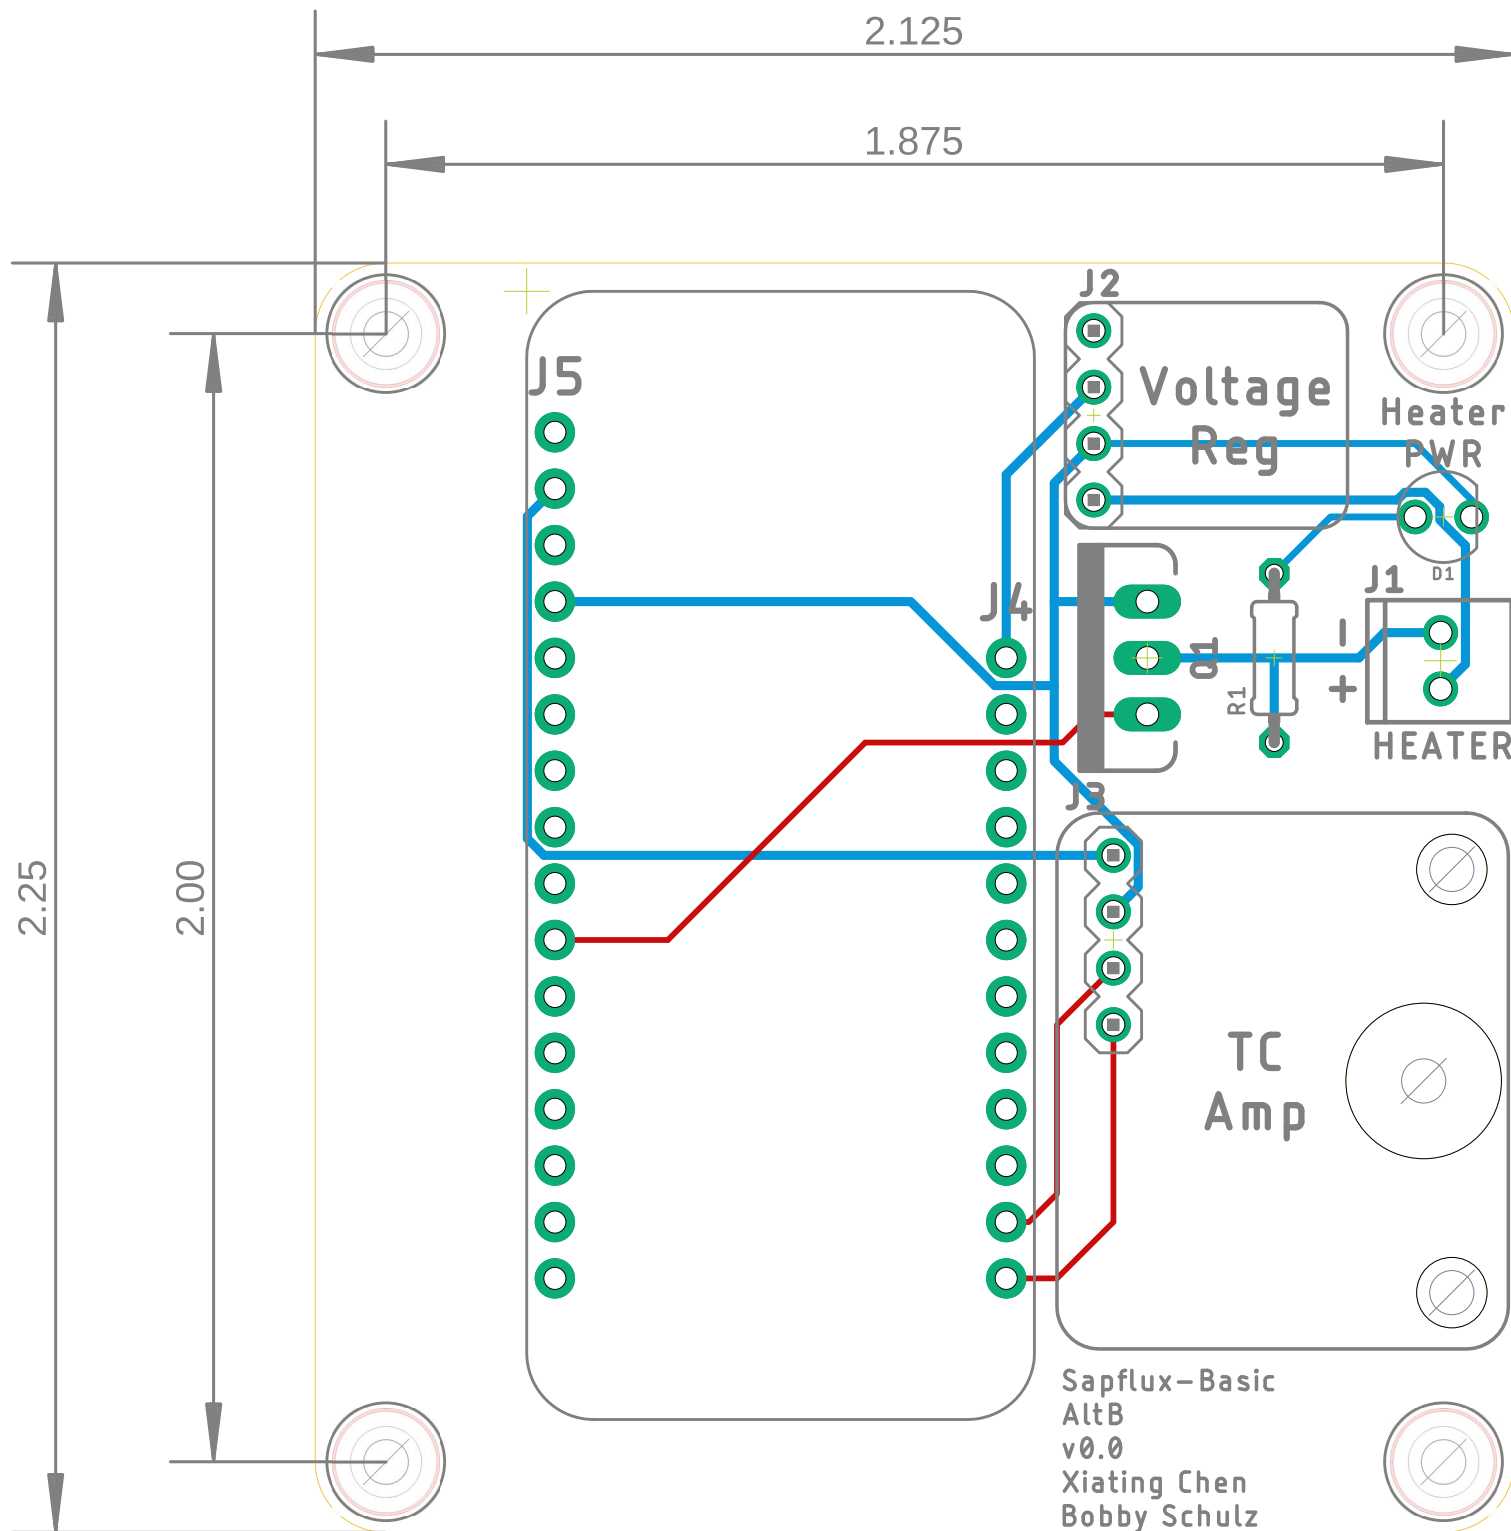 2.125
1.875
J2
J5
Voltage
Reg
Heater
PWR
D1
J4
J1
Q1
-
+
R1
HEATER
J3
2.25
2.00
TC
Amp
Sapflux-Basic
AltB
v0.0
Xiating Chen
Bobby Schulz